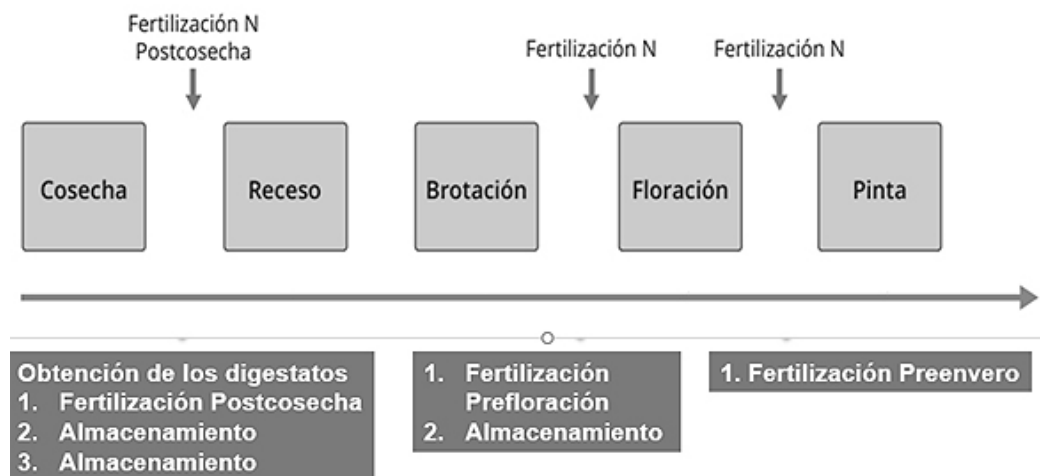 Fertilización N
Postcosecha
Fertilización N
Fertilización N
Cosecha
Receso
Brotación
Floración
Pinta
Obtención de los digestatos
1. Fertilización Postcosecha
2. Almacenamiento
3. Almacenamiento
1. Fertilización
Prefloración
2. Almacenamiento
1. Fertilización Preenvero